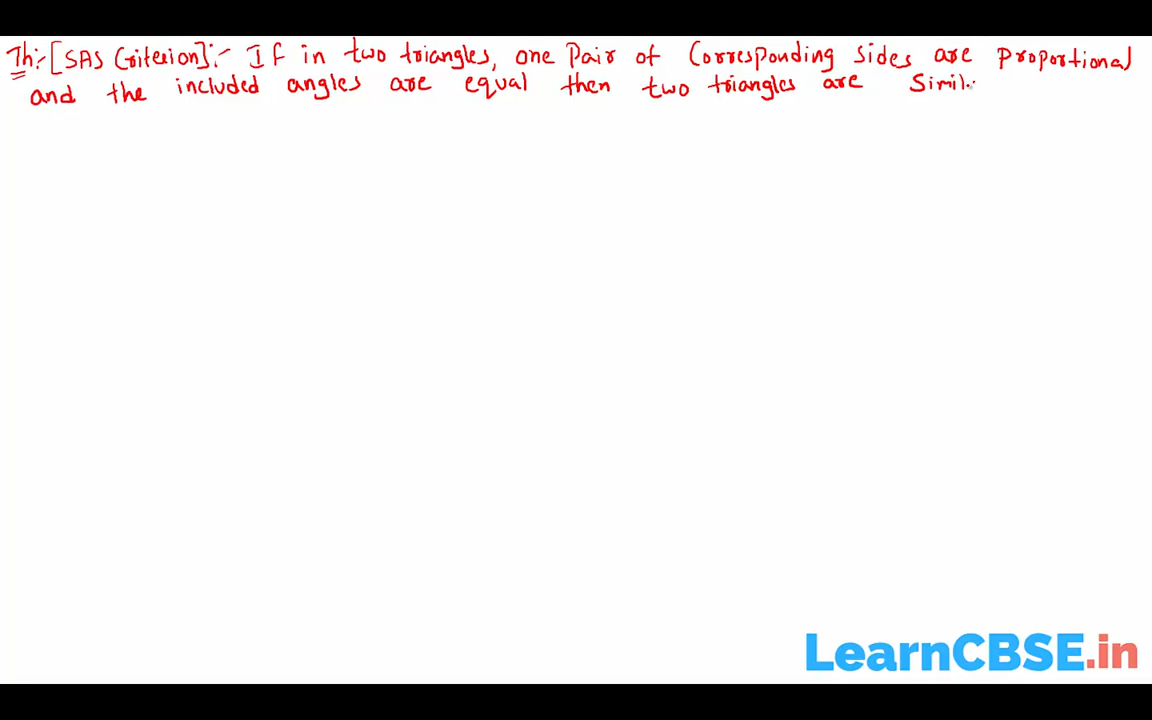 Th:- [SAS Criterion]:- If in two triangles, one Pair of Corresponding sides are proportional
and the included angles are equal then two triangles are Simil
LearnCBSE.in